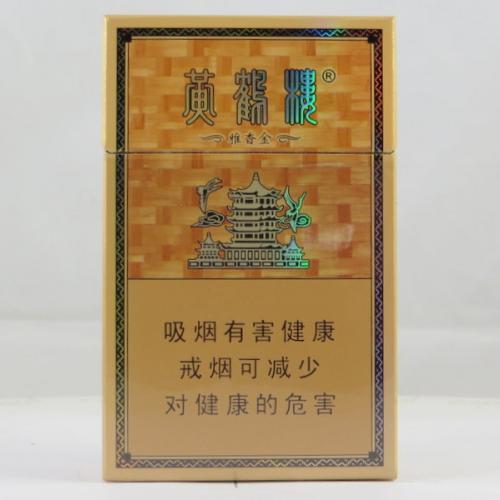 黄鹤楼®
雅香金
吸烟有害健康
戒烟可减少
对健康的危害